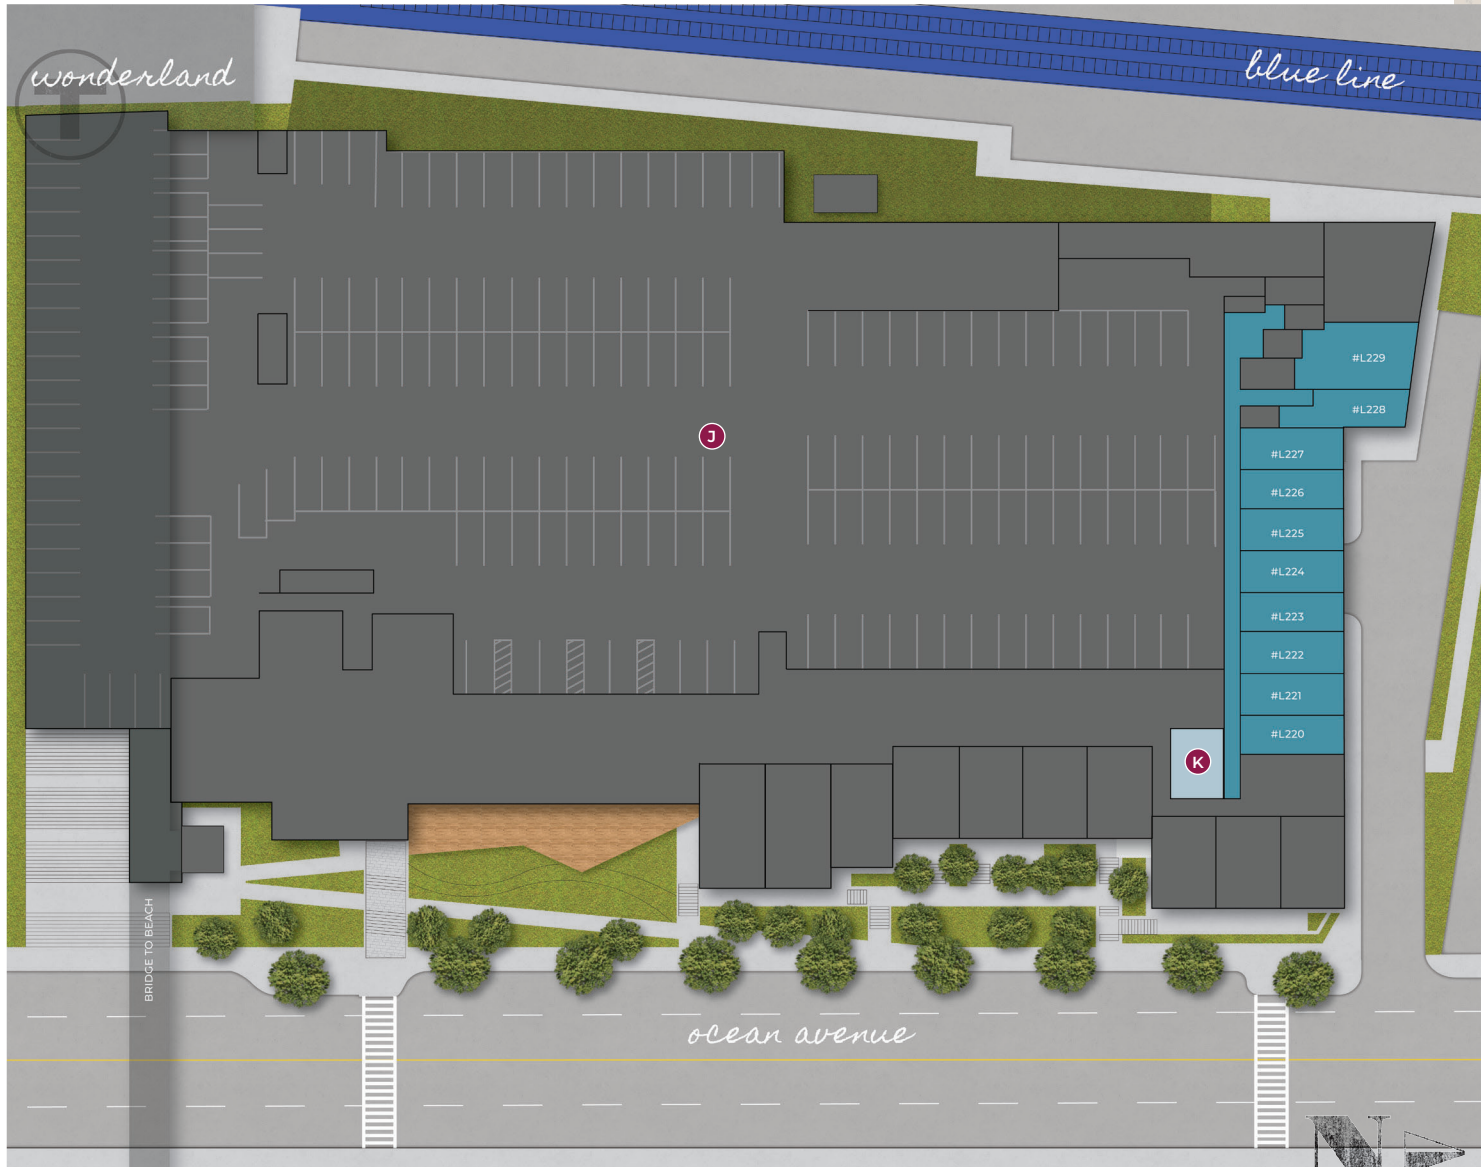 wonderland
T
blue line
#L229
#L228
J
#L227
#L226
#L225
#L224
#L223
#L222
#L221
#L220
K
BRIDGE TO BEACH
ocean avenue
N